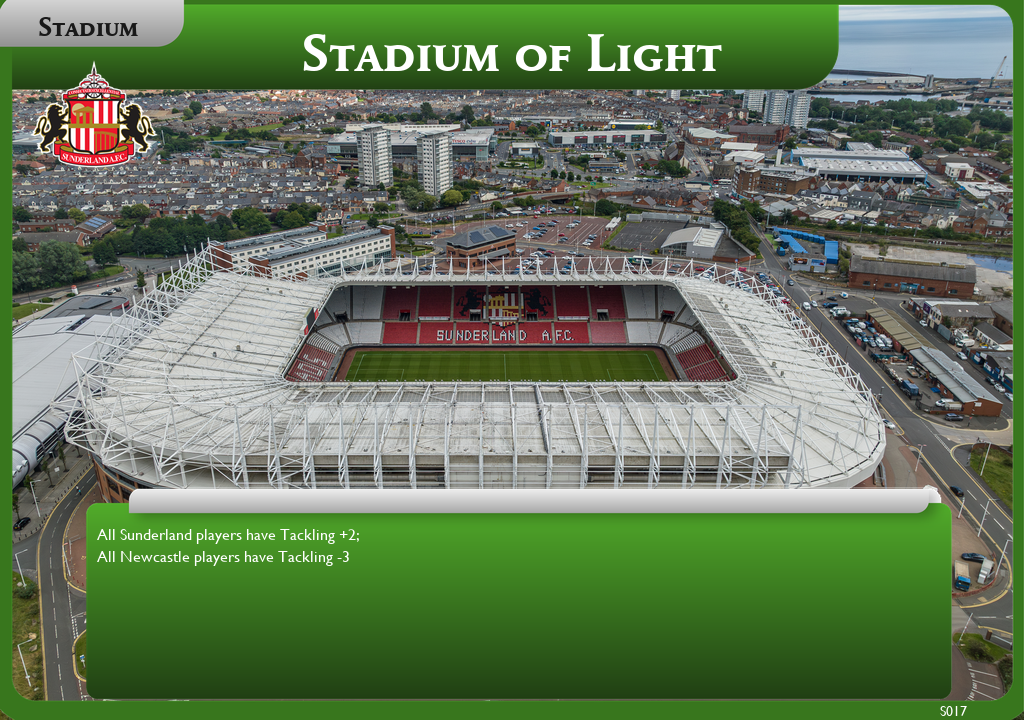 Stadium
Stadium of Light
SUNDERLAND A.F.C.
SUNDERLAND A.F.C.
All Sunderland players have Tackling +2;
All Newcastle players have Tackling -3
S017